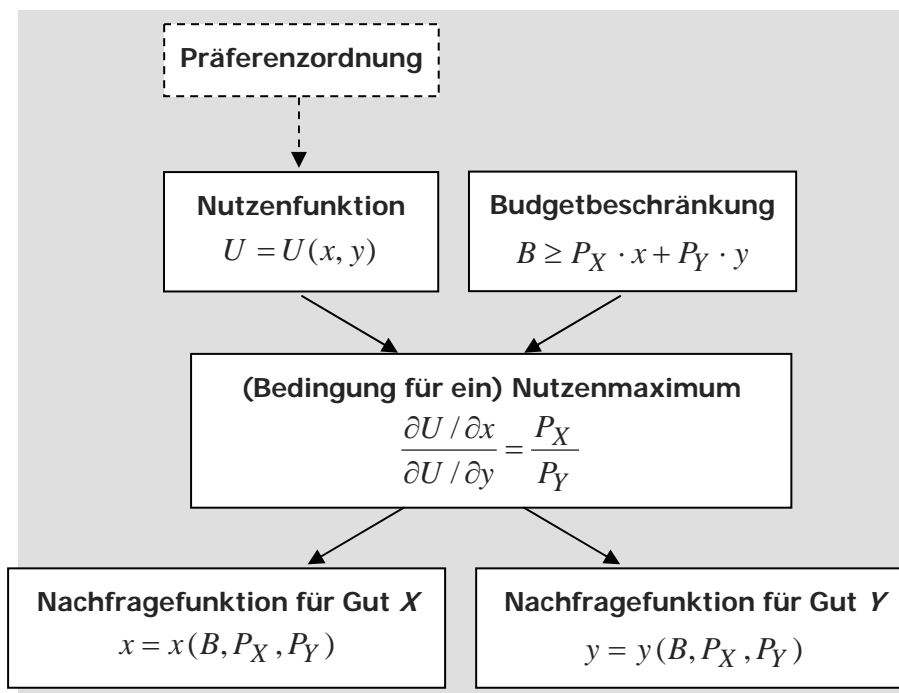 Präferenzordnung
Nutzenfunktion
U = U(x, y)
Budgetbeschränkung
B ≥ P_X · x + P_Y · y
(Bedingung für ein) Nutzenmaximum
∂U / ∂x / ∂U / ∂y = P_X / P_Y
Nachfragefunktion für Gut X
x = x(B, P_X, P_Y)
Nachfragefunktion für Gut Y
y = y(B, P_X, P_Y)